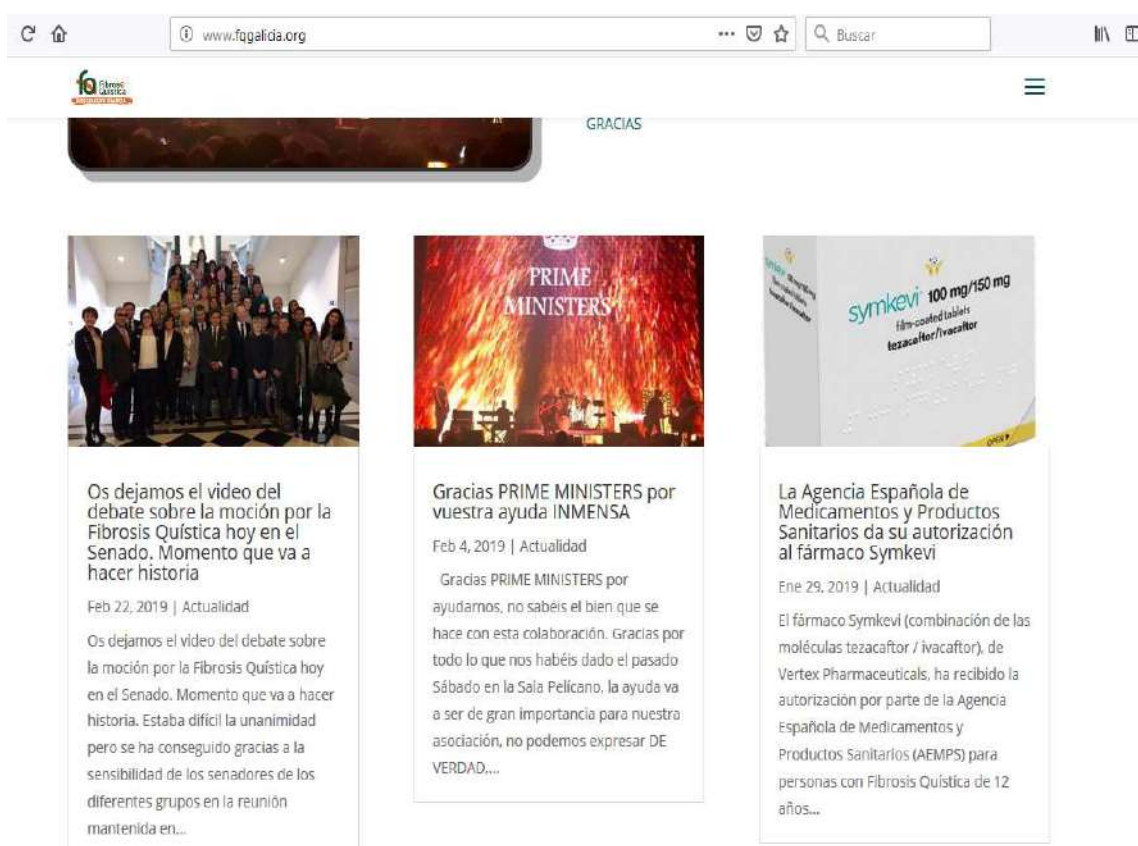 www.fqgalicia.org
Buscar
fq Fibrosis
Quística
GRACIAS
PRIME
MINISTERS
symkevi 100 mg/150 mg
film-coated tablets
tezacaftor/ivacaftor
OPEN
Os dejamos el video del
debate sobre la moción por la
Fibrosis Quística hoy en el
Senado. Momento que va a
hacer historia
Feb 22, 2019 | Actualidad
Os dejamos el video del debate sobre
la moción por la Fibrosis Quística hoy
en el Senado. Momento que va a hacer
historia. Estaba difícil la unanimidad
pero se ha conseguido gracias a la
sensibilidad de los senadores de los
diferentes grupos en la reunión
mantenida en...
Gracias PRIME MINISTERS por
vuestra ayuda INMENSA
Feb 4, 2019 | Actualidad
Gracias PRIME MINISTERS por
ayudarnos, no sabéis el bien que se
hace con esta colaboración. Gracias por
todo lo que nos habéis dado el pasado
Sábado en la Sala Pelícano, la ayuda va
a ser de gran importancia para nuestra
asociación, no podemos expresar DE
VERDAD,...
La Agencia Española de
Medicamentos y Productos
Sanitarios da su autorización
al fármaco Symkevi
Ene 29, 2019 | Actualidad
El fármaco Symkevi (combinación de las
moléculas tezacaftor / ivacaftor), de
Vertex Pharmaceuticals, ha recibido la
autorización por parte de la Agencia
Española de Medicamentos y
Productos Sanitarios (AEMPS) para
personas con Fibrosis Quística de 12
años...